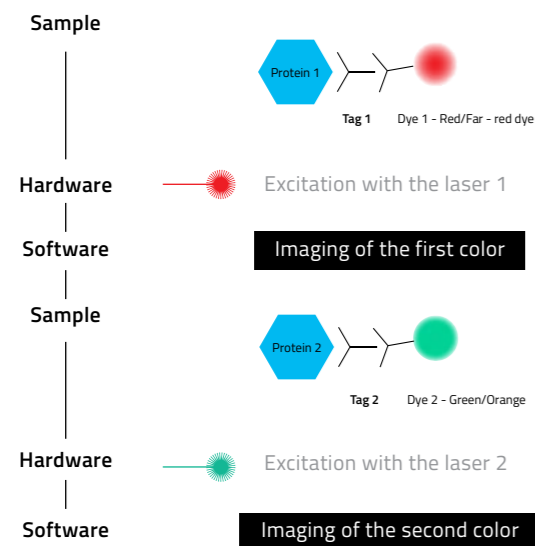 Sample
Protein 1
Tag 1 Dye 1 - Red/Far - red dye
Hardware Excitation with the laser 1
Software Imaging of the first color
Sample
Protein 2
Tag 2 Dye 2 - Green/Orange
Hardware Excitation with the laser 2
Software Imaging of the second color